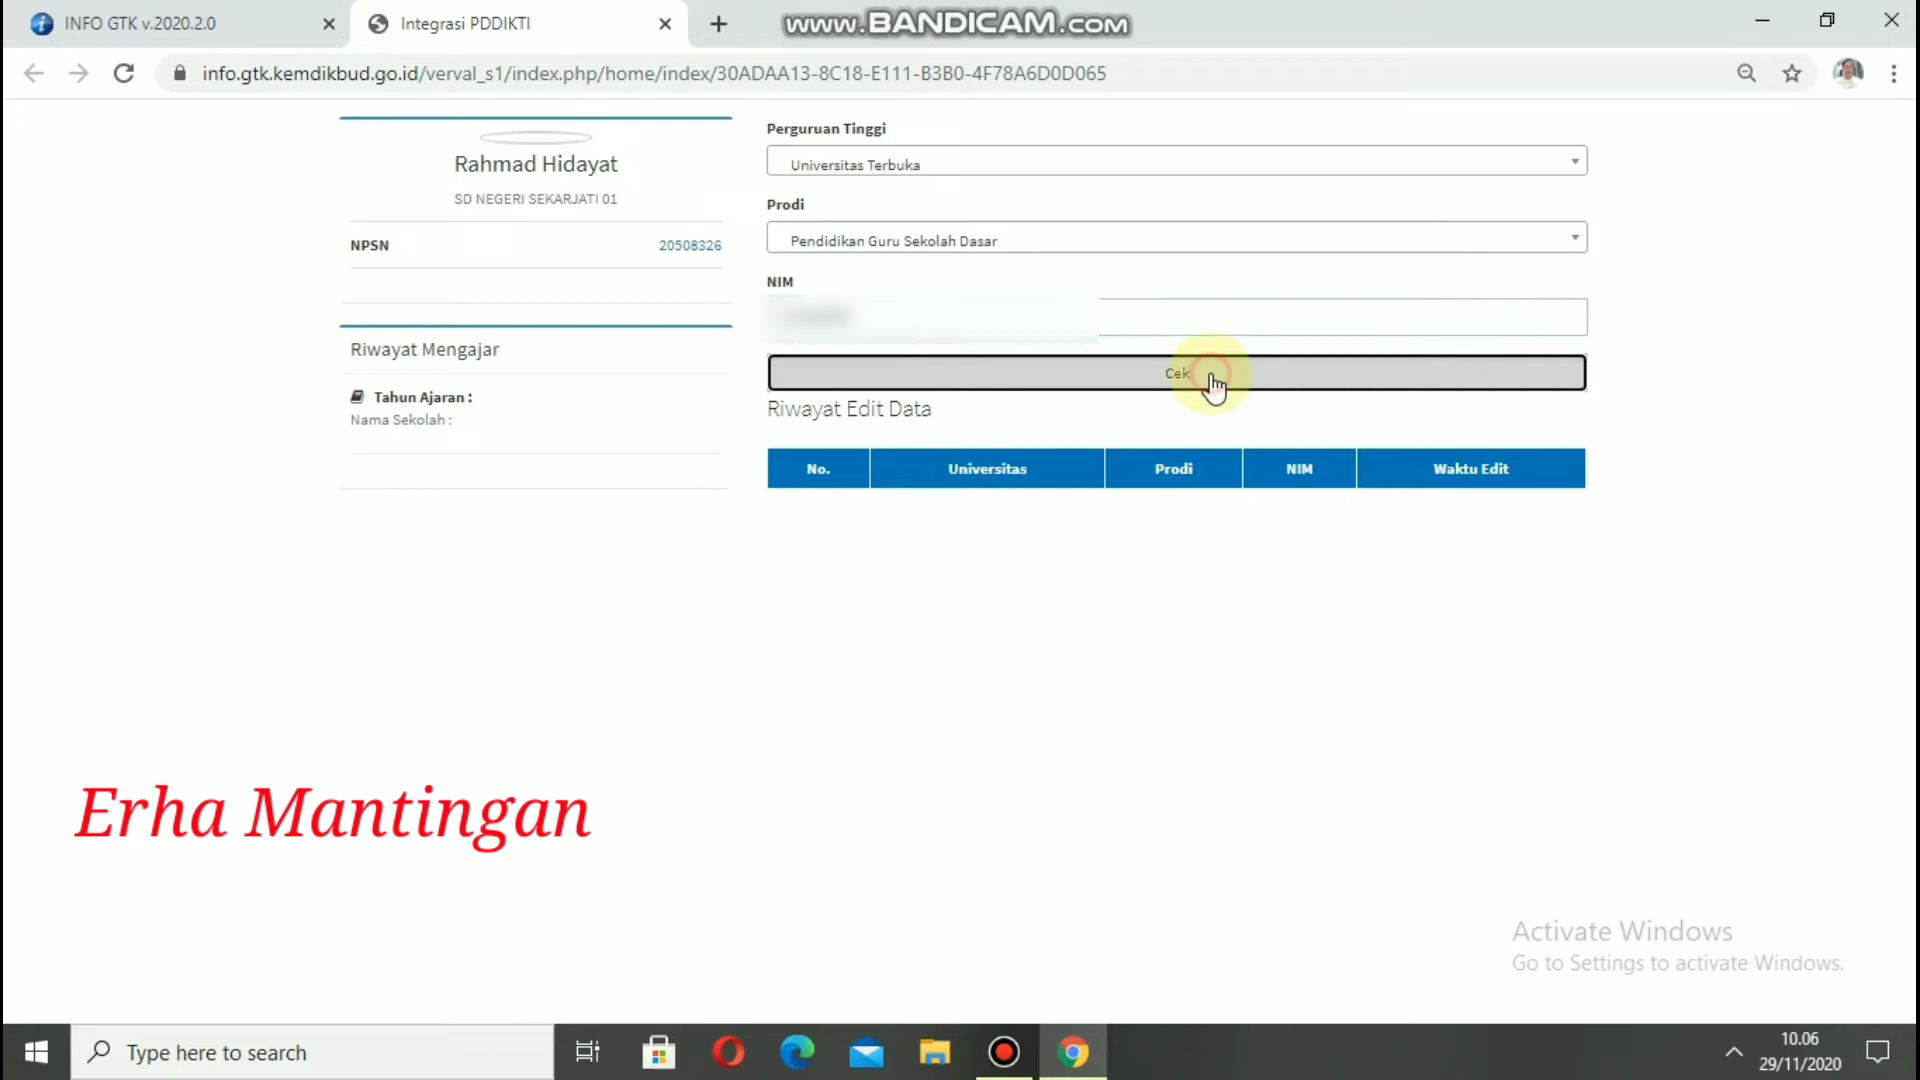 INFO GTK v.2020.2.0
Integrasi PDDIKTI
www.BANDICAM.com
info.gtk.kemdikbud.go.id/verval_s1/index.php/home/index/30ADAA13-8C18-E111-B3B0-4F78A6D0D065
Rahmad Hidayat
SD NEGERI SEKARJATI 01
NPSN 20508326
Riwayat Mengajar
Tahun Ajaran :
Nama Sekolah :
Perguruan Tinggi
Universitas Terbuka
Prodi
Pendidikan Guru Sekolah Dasar
NIM
Cek
Riwayat Edit Data
No. Universitas Prodi NIM Waktu Edit
Erha Mantingan
Activate Windows
Go to Settings to activate Windows.
Type here to search
10.06
29/11/2020